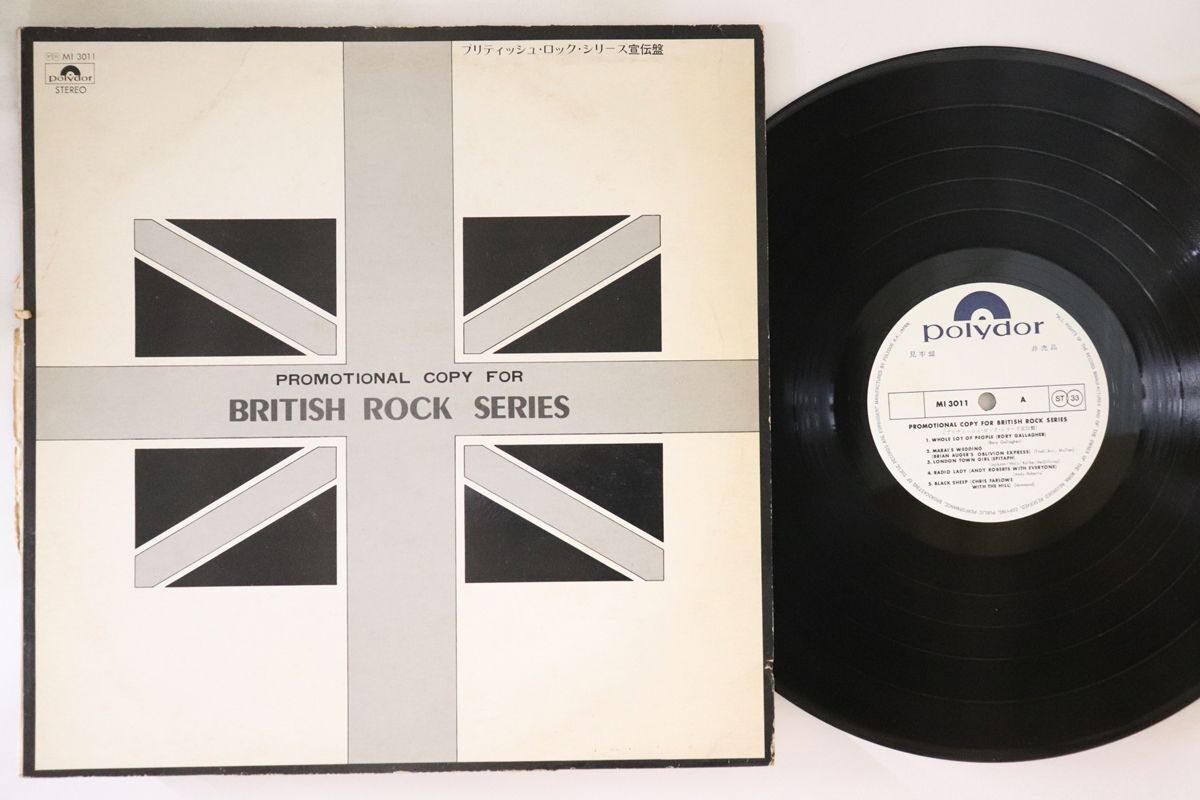 MI 3011
polydor
STEREO
ブリティッシュ・ロック・シリーズ宣伝盤
PROMOTIONAL COPY FOR
BRITISH ROCK SERIES
polydor
見本盤 非売品
MI 3011 A ST 33
PROMOTIONAL COPY FOR BRITISH ROCK SERIES
1. WHOLE LOT OF PEOPLE (RORY GALLAGHER)
(Rory Gallagher)
2. MARAI'S WEDDING
(BRIAN AUGER'S OBLIVION EXPRESS)
3. LONDON TOWN GIRL (EPITAPH)
4. RADIO LADY (ANDY ROBERTS WITH EVERYONE)
(Andy Roberts)
5. BLACK SHEEP (CHRIS FARLOWE
WITH THE HILL)